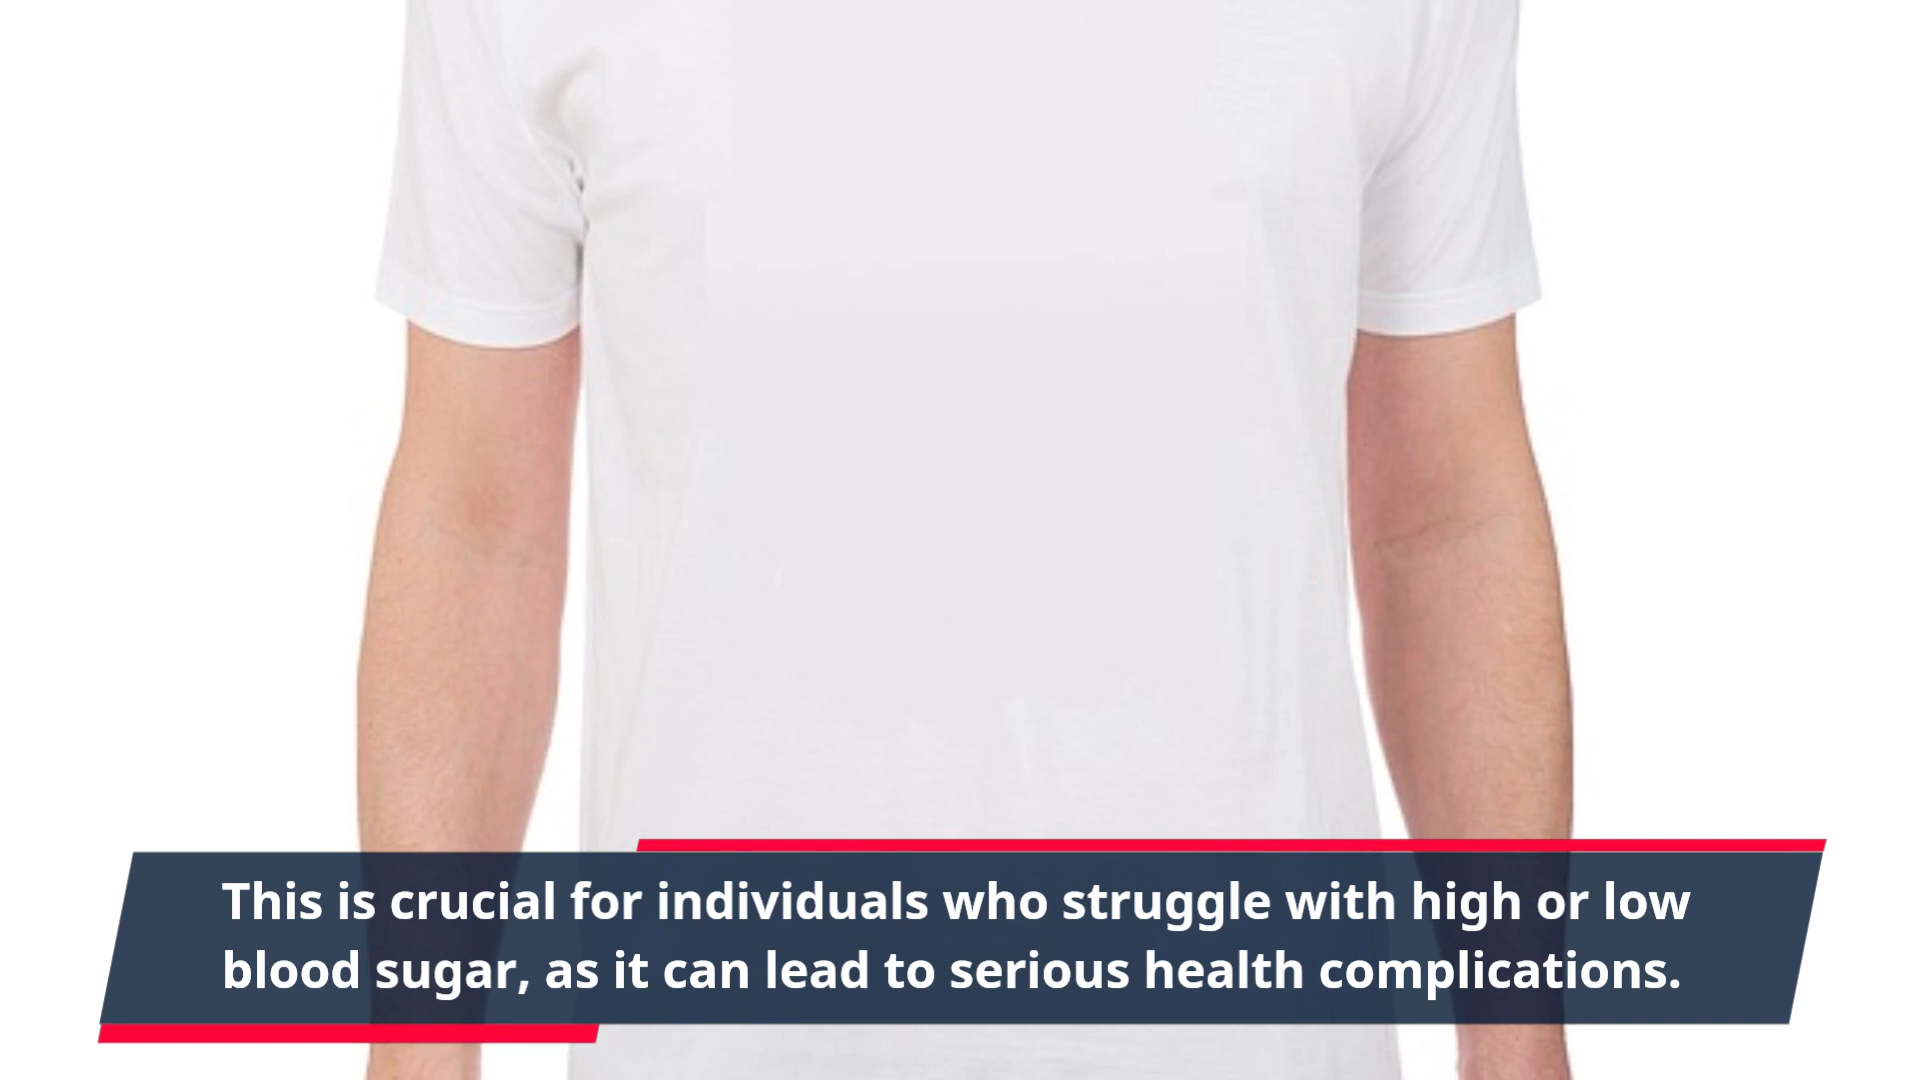 This is crucial for individuals who struggle with high or low
blood sugar, as it can lead to serious health complications.